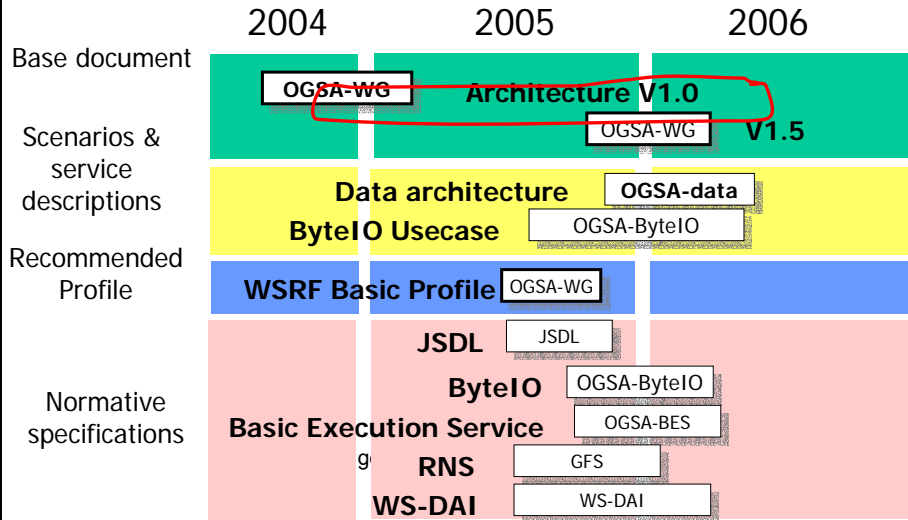 2004 2005 2006
Base document
OGSA-WG Architecture V1.0
OGSA-WG V1.5
Scenarios &
service
descriptions
Data architecture OGSA-data
ByteIO Usecase OGSA-ByteIO
Recommended
Profile
WSRF Basic Profile OGSA-WG
Normative
specifications
JSDL JSDL
ByteIO OGSA-ByteIO
Basic Execution Service OGSA-BES
RNS GFS
WS-DAI WS-DAI